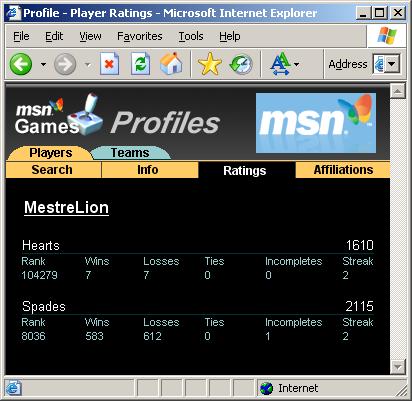 Profile - Player Ratings - Microsoft Internet Explorer
File Edit View Favorites Tools Help
Address
msn Games Profiles msn
Players Teams
Search Info Ratings Affiliations
MestreLion
Hearts 1610
Rank Wins Losses Ties Incompletes Streak
104279 7 7 0 0 2
Spades 2115
Rank Wins Losses Ties Incompletes Streak
8036 583 612 0 1 2
Internet